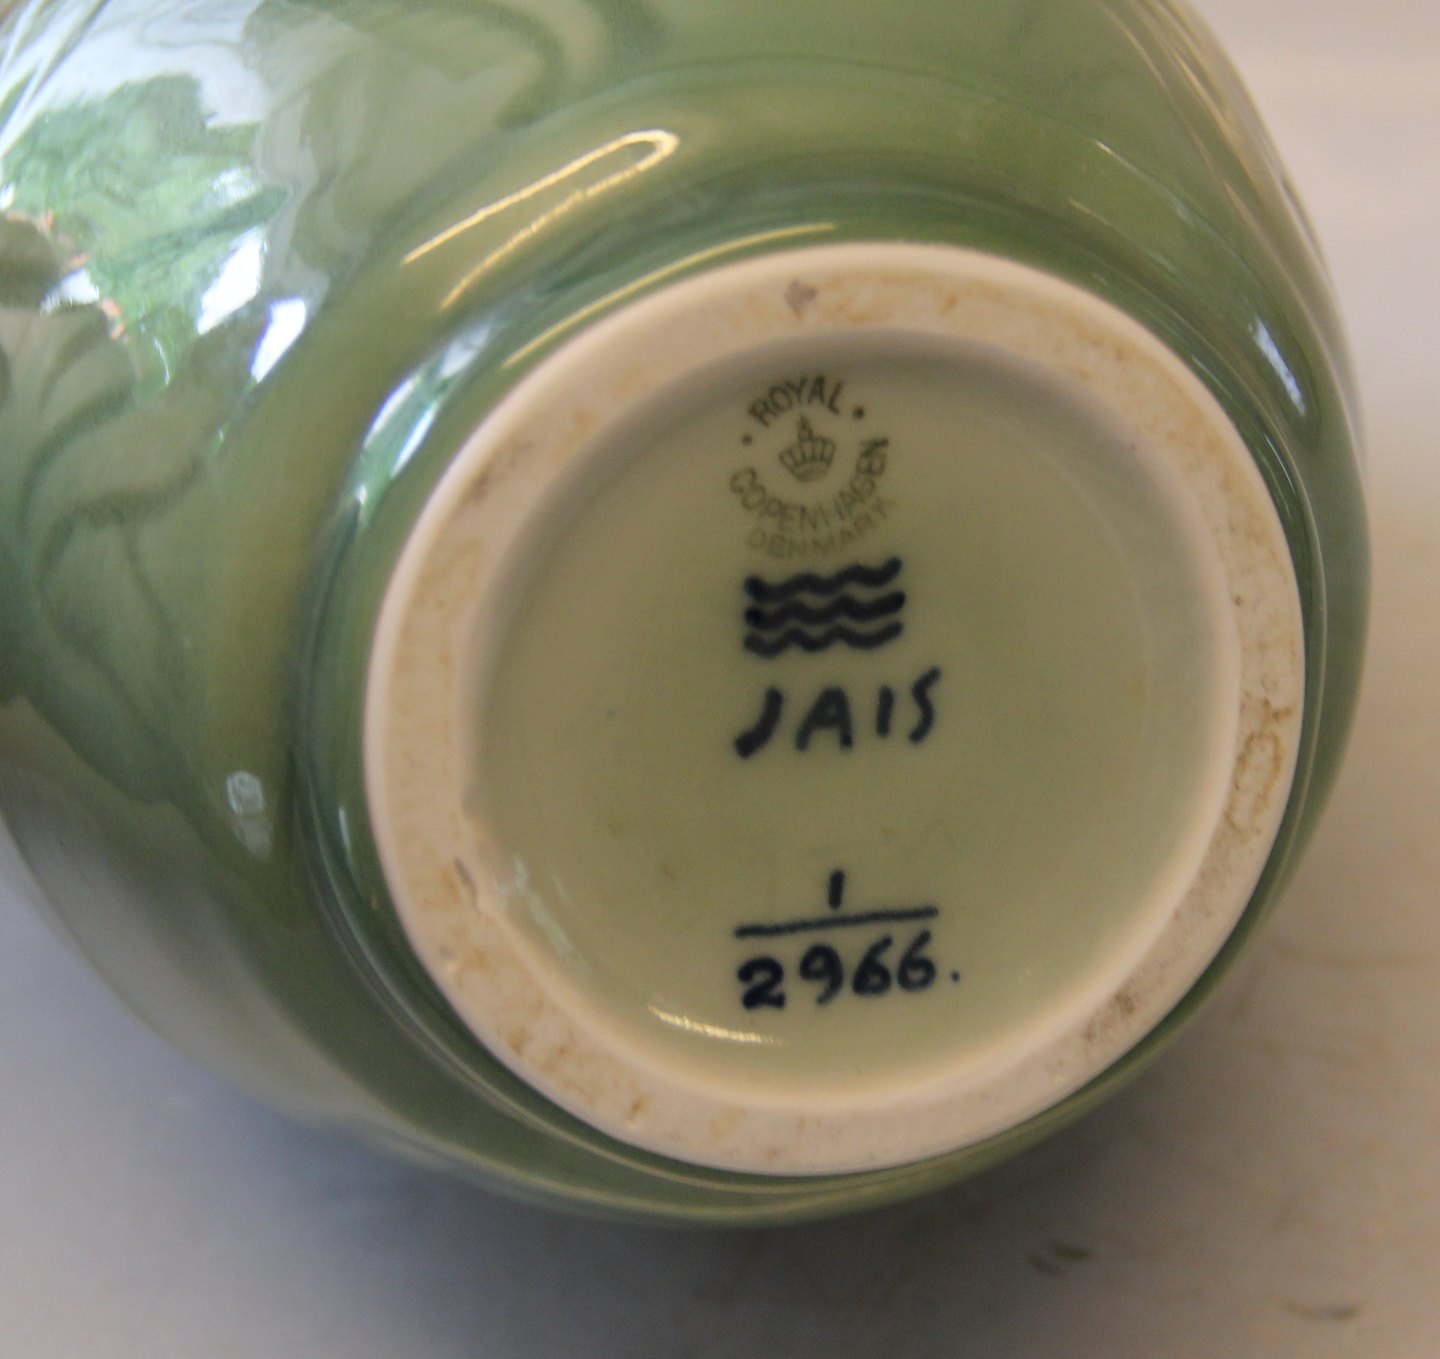 · ROYAL ·
COPENHAGEN
DENMARK
JAIS
1
2966.